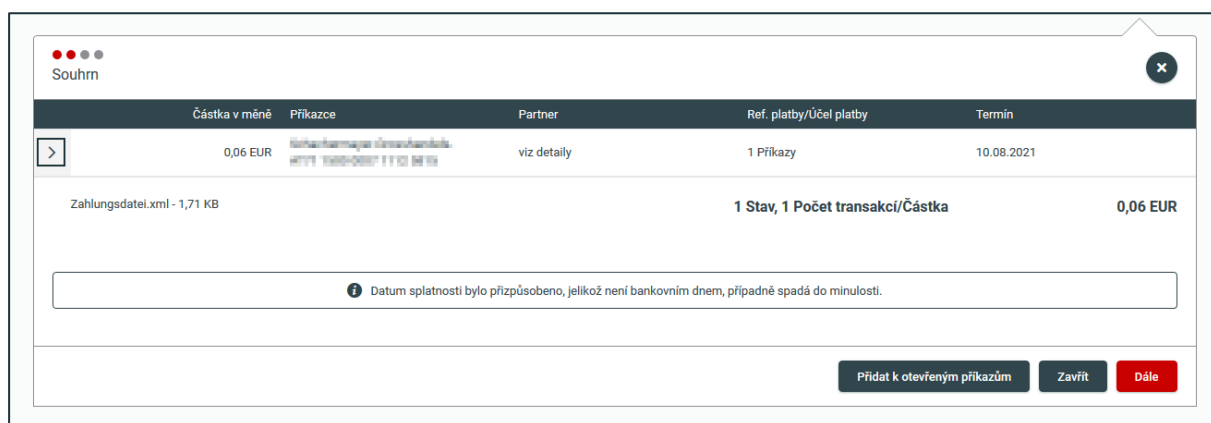 Souhrn
Částka v měně Příkazce Partner Ref. platby/Účel platby Termín
0,06 EUR viz detaily 1 Příkazy 10.08.2021
Zahlungsdatei.xml - 1,71 KB 1 Stav, 1 Počet transakcí/Částka 0,06 EUR
Datum splatnosti bylo přizpůsobeno, jelikož není bankovním dnem, případně spadá do minulosti.
Přidat k otevřeným příkazům Zavřít Dále